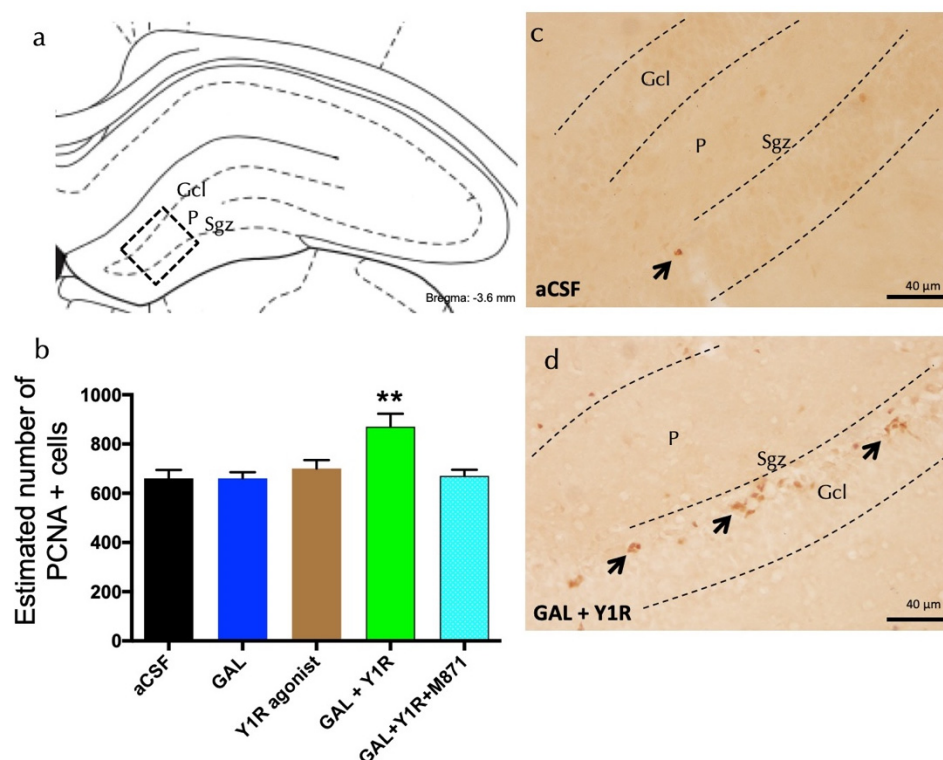 a
Gcl
P
Sgz
Bregma: -3.6 mm
b
Estimated number of
PCNA + cells
1000
800
600
400
200
0
**
aCSF
GAL
Y1R agonist
GAL + Y1R
GAL+Y1R+M871
c
Gcl
P
Sgz
aCSF
40 µm
d
P
Sgz
Gcl
GAL + Y1R
40 µm